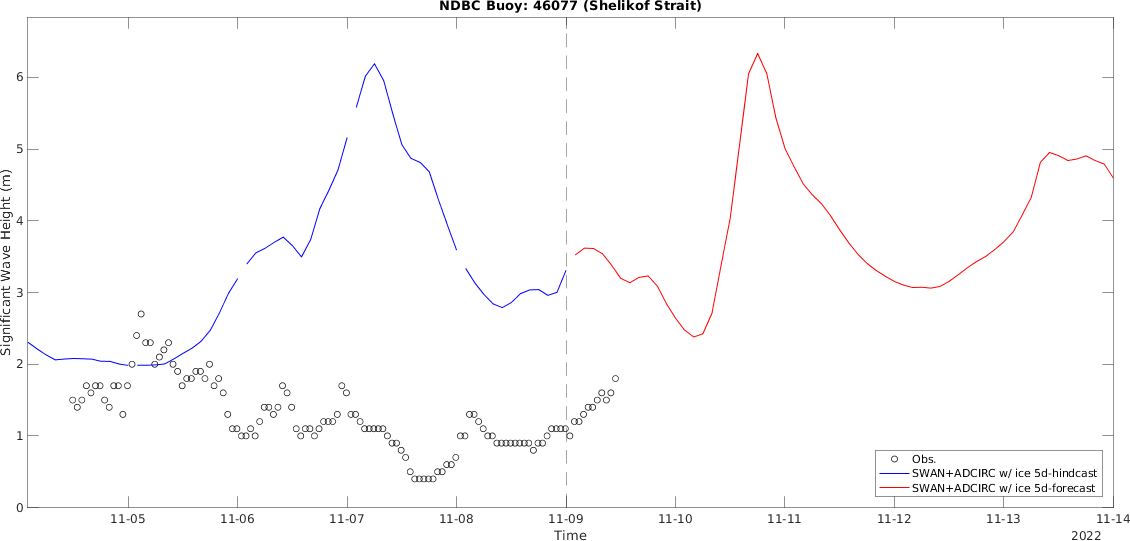 NDBC Buoy: 46077 (Shelikof Strait)
Significant Wave Height (m)
6
5
4
3
2
1
0
Obs.
SWAN+ADCIRC w/ ice 5d-hindcast
SWAN+ADCIRC w/ ice 5d-forecast
11-05 11-06 11-07 11-08 11-09 11-10 11-11 11-12 11-13 11-14
Time
2022